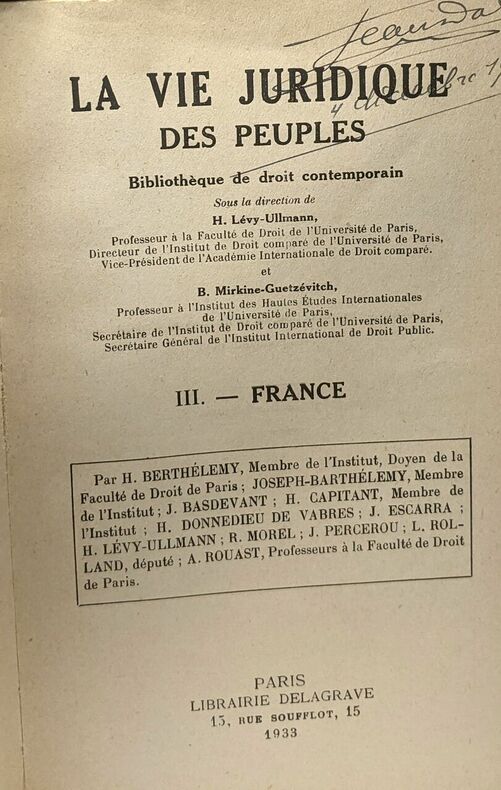 LA VIE JURIDIQUE
DES PEUPLES
Bibliothèque de droit contemporain
Sous la direction de
H. Lévy-Ullmann,
Professeur à la Faculté de Droit de l'Université de Paris,
Directeur de l'Institut de Droit comparé de l'Université de Paris,
Vice-Président de l'Académie Internationale de Droit comparé.
et
B. Mirkine-Guetzévitch,
Professeur à l'Institut des Hautes Études Internationales
de l'Université de Paris,
Secrétaire de l'Institut de Droit comparé de l'Université de Paris,
Secrétaire Général de l'Institut International de Droit Public.
III. — FRANCE
Par H. BERTHÉLEMY, Membre de l'Institut, Doyen de la
Faculté de Droit de Paris ; JOSEPH-BARTHÉLEMY, Membre
de l'Institut ; J. BASDEVANT ; H. CAPITANT, Membre de
l'Institut ; H. DONNEDIEU DE VABRES ; J. ESCARRA ;
H. LÉVY-ULLMANN ; R. MOREL ; J. PERCEROU ; L. ROL-
LAND, député ; A. ROUAST, Professeurs à la Faculté de Droit
de Paris.
PARIS
LIBRAIRIE DELAGRAVE
15, RUE SOUFFLOT, 15
1933